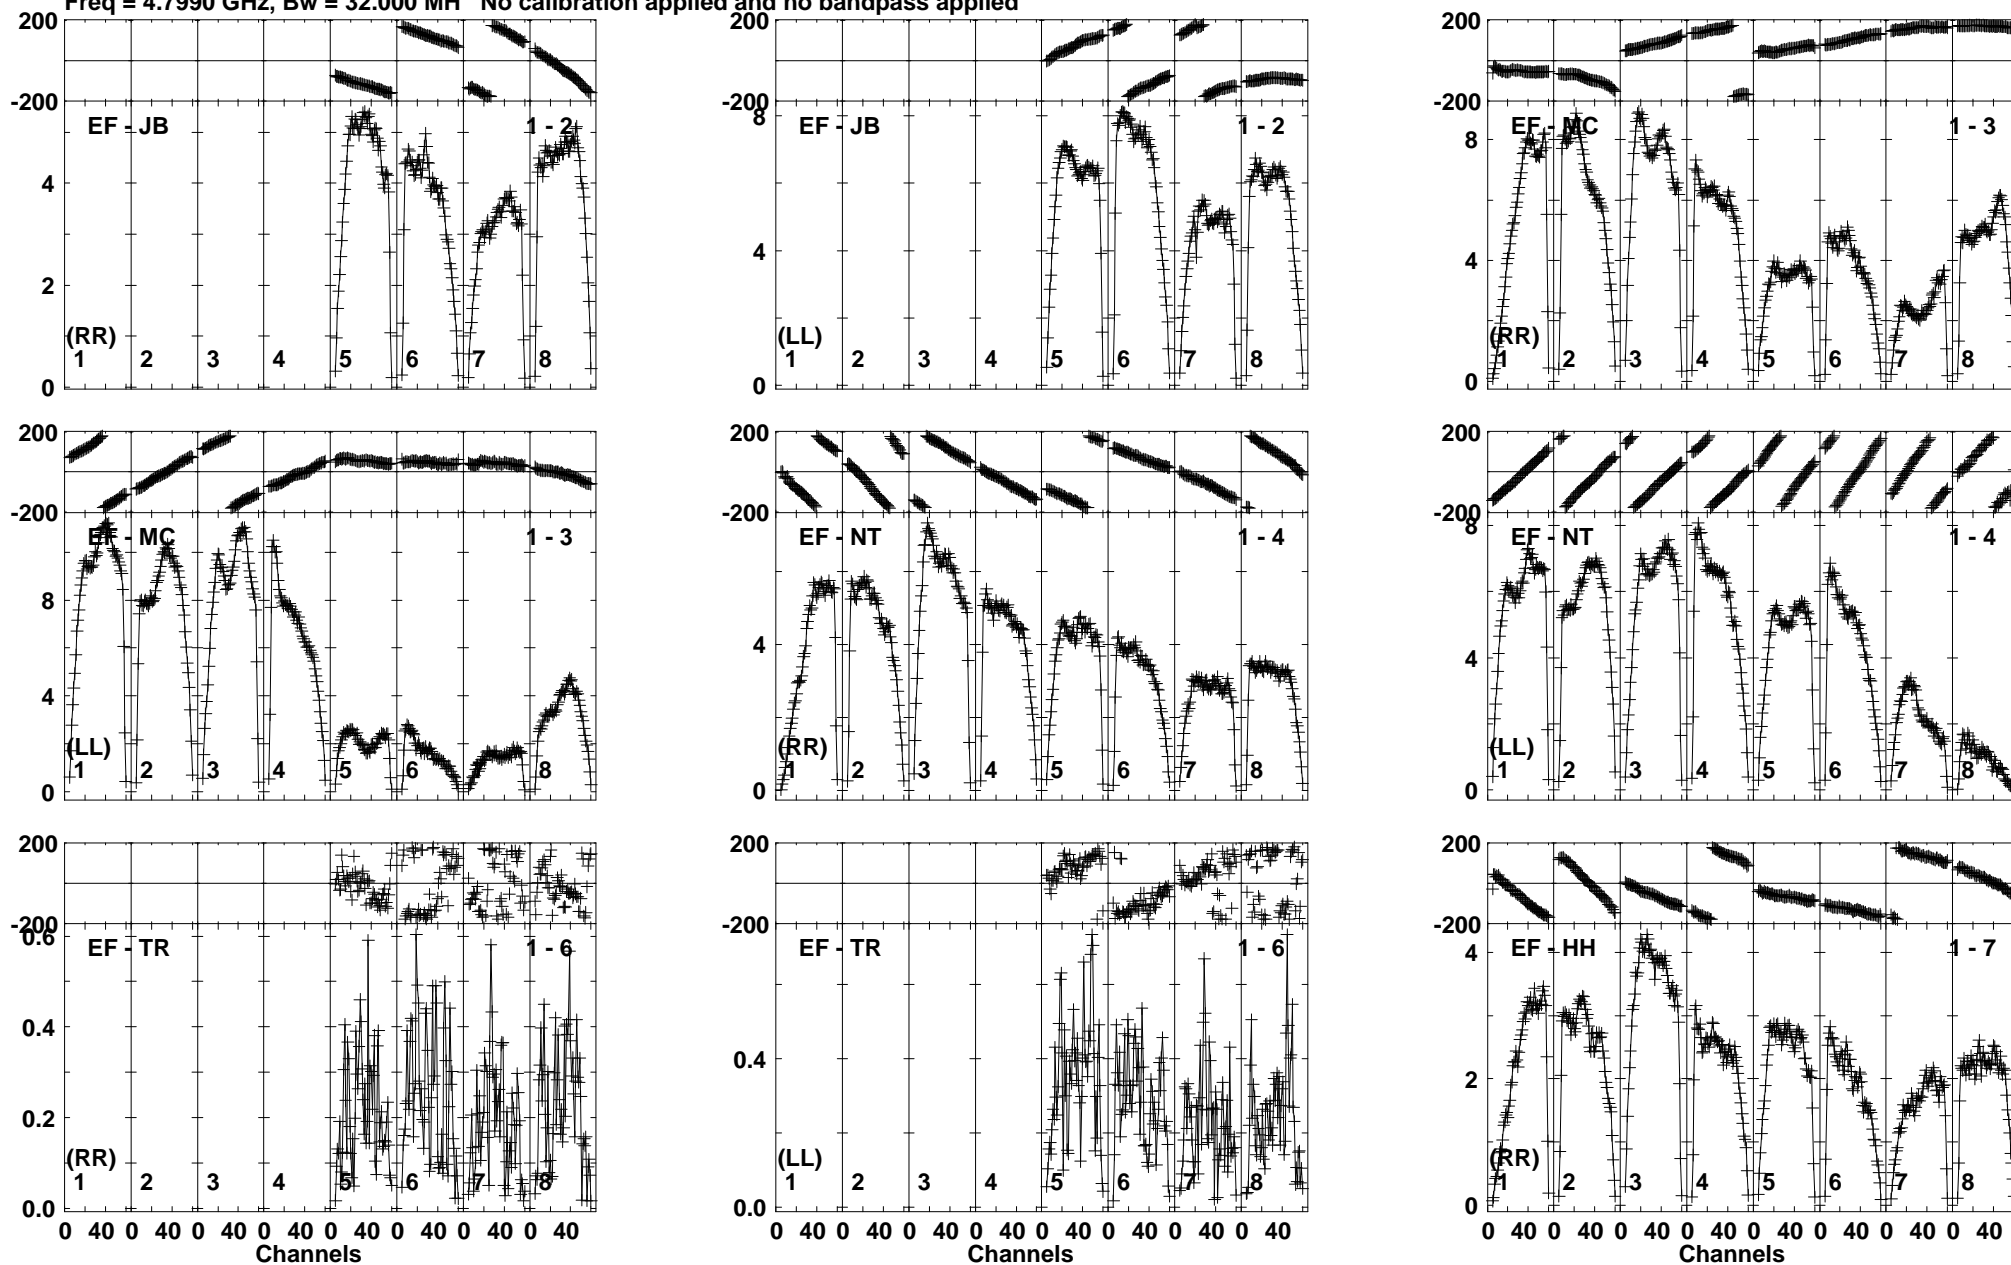 Freq = 4.7990 GHz, Bw = 32.000 MH No calibration applied and no bandpass applied
200
-200
EF - JB 1 - 2
4
2
0
(RR)
1 2 3 4 5 6 7 8
200
-200
EF - JB 1 - 2
8
4
0
(LL)
1 2 3 4 5 6 7 8
200
-200
EF - MC 1 - 3
8
4
0
(RR)
1 2 3 4 5 6 7 8
200
-200
EF - MC 1 - 3
8
4
0
(LL)
1 2 3 4 5 6 7 8
200
-200
EF - NT 1 - 4
4
0
(RR)
1 2 3 4 5 6 7 8
200
-200
EF - NT 1 - 4
8
4
0
(LL)
1 2 3 4 5 6 7 8
200
-200
EF - TR 1 - 6
0.6
0.4
0.2
0.0
(RR)
1 2 3 4 5 6 7 8
0 40 0 40 0 40 0 40 0 40 0 40 0 40 0 40
Channels
200
-200
EF - TR 1 - 6
0.4
0.0
(LL)
1 2 3 4 5 6 7 8
0 40 0 40 0 40 0 40 0 40 0 40 0 40 0 40
Channels
200
-200
EF - HH 1 - 7
4
2
0
(RR)
1 2 3 4 5 6 7 8
0 40 0 40 0 40 0 40 0 40 0 40 0 40 0 40
Channels